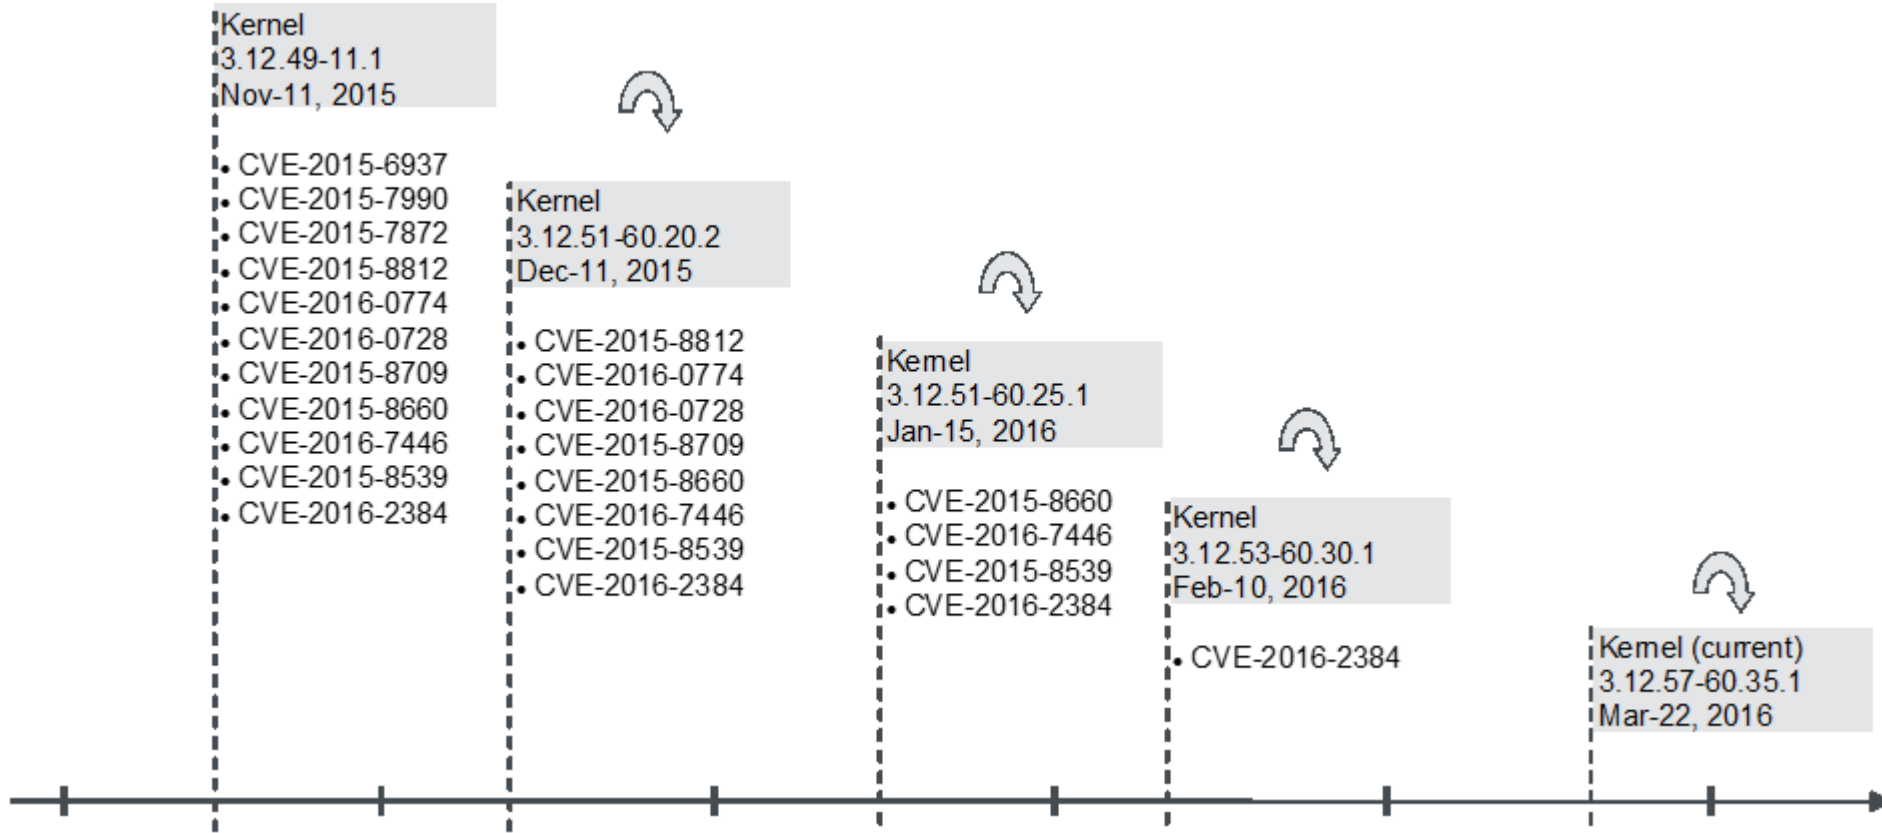 Kernel
3.12.49-11.1
Nov-11, 2015
• CVE-2015-6937
• CVE-2015-7990
• CVE-2015-7872
• CVE-2015-8812
• CVE-2016-0774
• CVE-2016-0728
• CVE-2015-8709
• CVE-2015-8660
• CVE-2016-7446
• CVE-2015-8539
• CVE-2016-2384
Kernel
3.12.51-60.20.2
Dec-11, 2015
• CVE-2015-8812
• CVE-2016-0774
• CVE-2016-0728
• CVE-2015-8709
• CVE-2015-8660
• CVE-2016-7446
• CVE-2015-8539
• CVE-2016-2384
Kernel
3.12.51-60.25.1
Jan-15, 2016
• CVE-2015-8660
• CVE-2016-7446
• CVE-2015-8539
• CVE-2016-2384
Kernel
3.12.53-60.30.1
Feb-10, 2016
• CVE-2016-2384
Kernel (current)
3.12.57-60.35.1
Mar-22, 2016